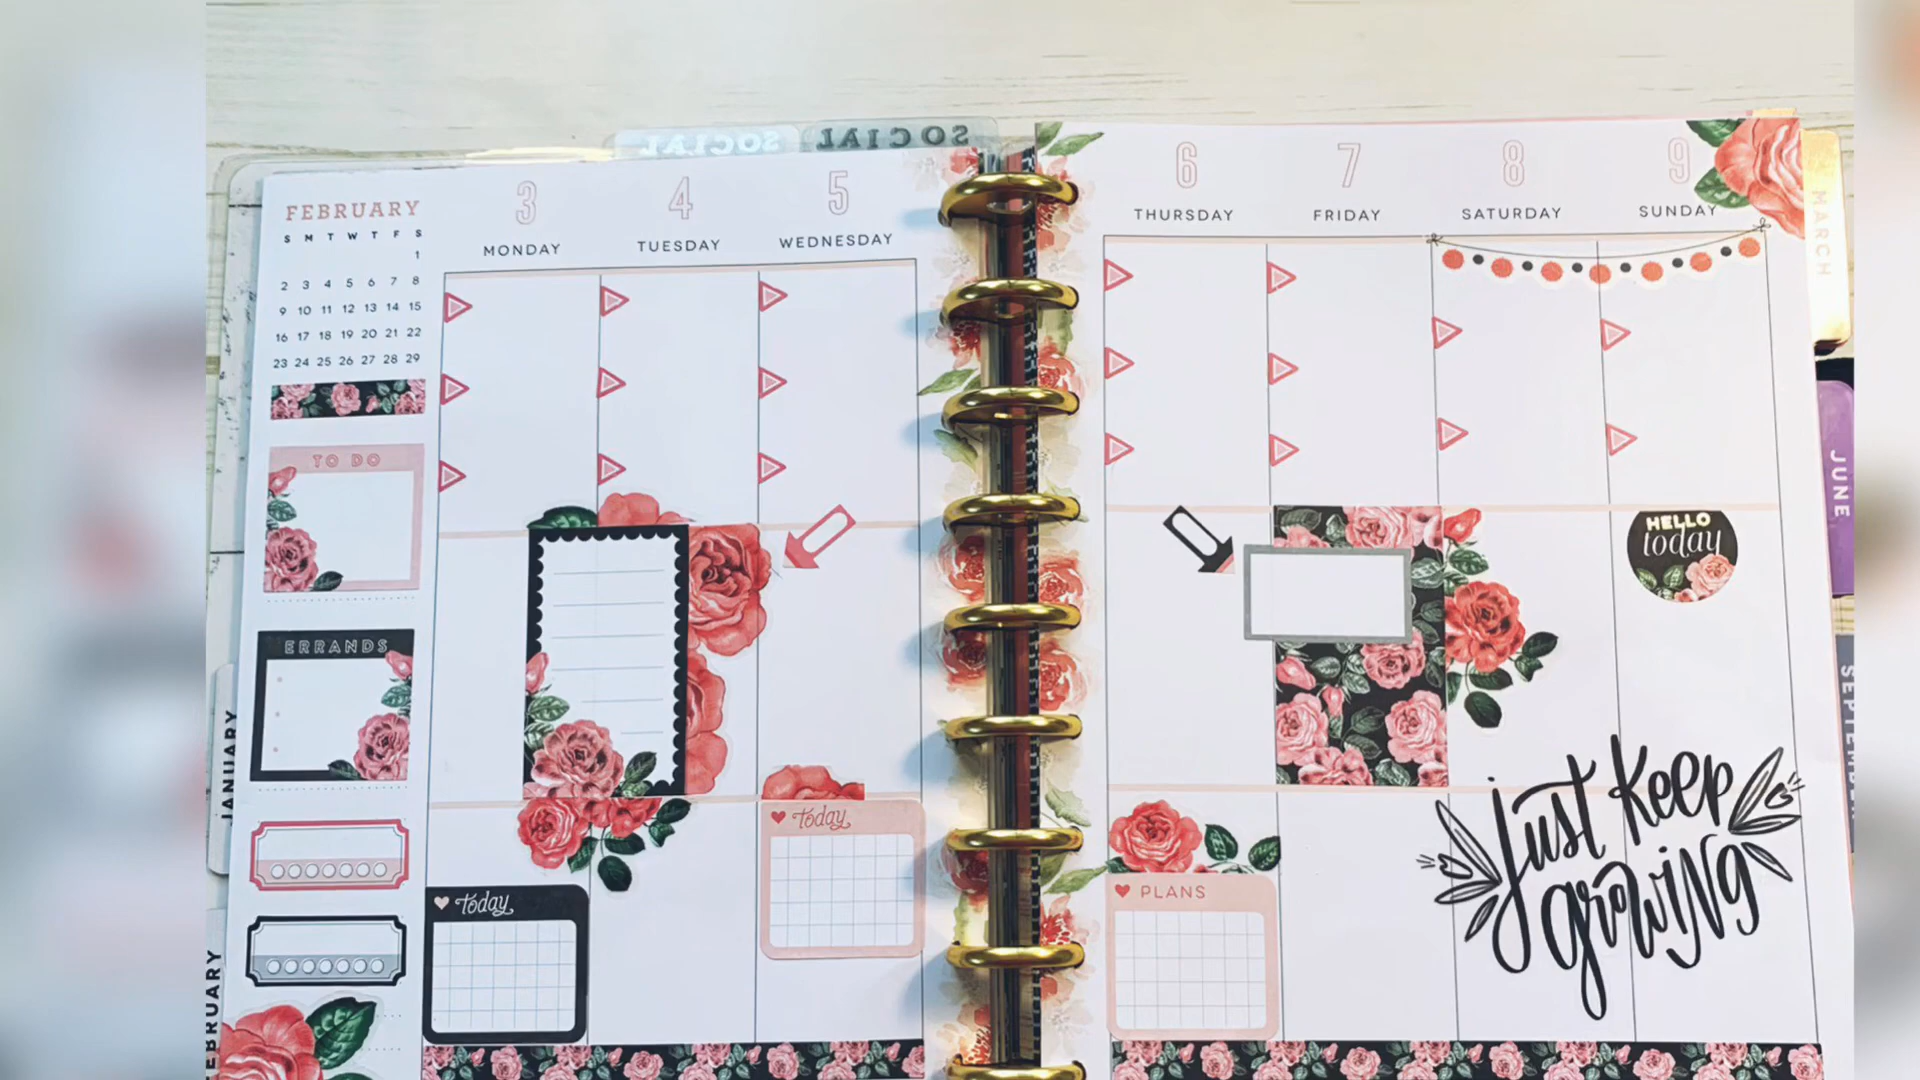 SOCIAL
SOCIAL
FEBRUARY
S M T W T F S
1
2 3 4 5 6 7 8
9 10 11 12 13 14 15
16 17 18 19 20 21 22
23 24 25 26 27 28 29
3
MONDAY
4
TUESDAY
5
WEDNESDAY
6
THURSDAY
7
FRIDAY
8
SATURDAY
9
SUNDAY
TO DO
ERRANDS
today
today
PLANS
HELLO
today
just keep
growing
JANUARY
FEBRUARY
MARCH
JUNE
SEPTEMBER